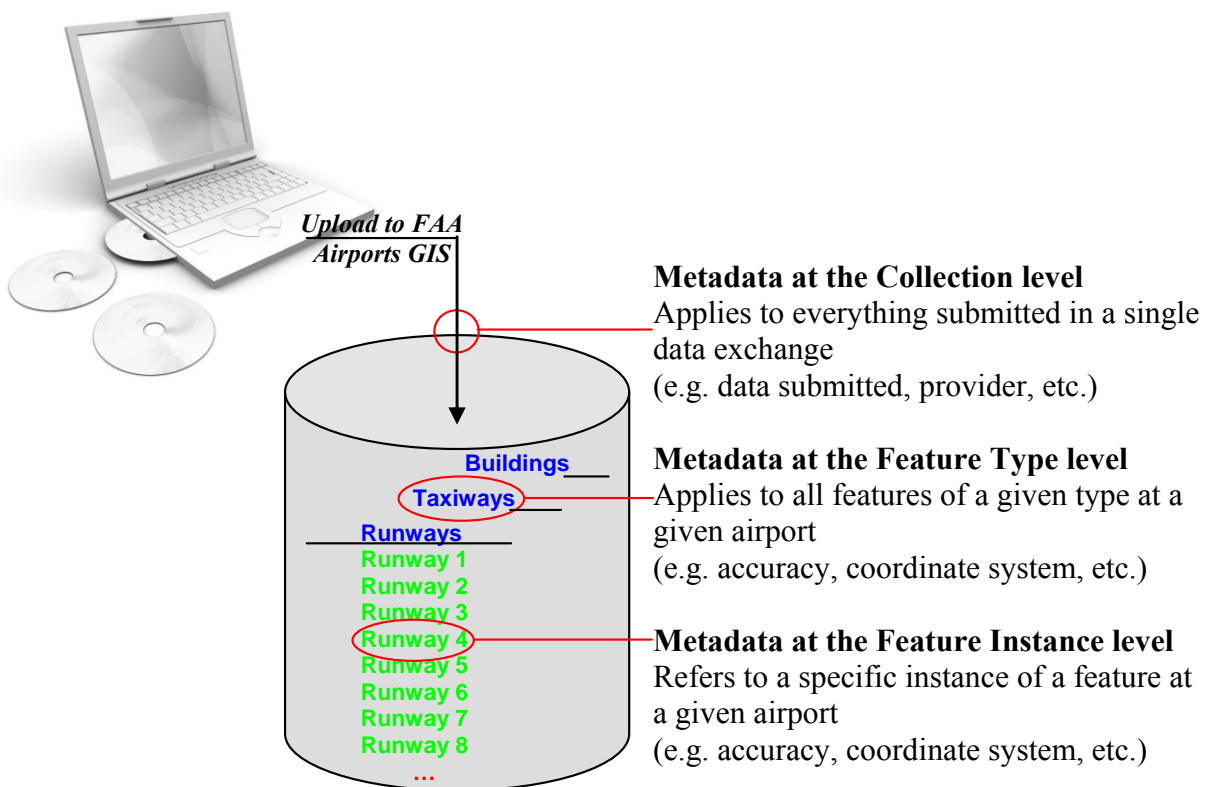 Upload to FAA
Airports GIS
Metadata at the Collection level
Applies to everything submitted in a single
data exchange
(e.g. data submitted, provider, etc.)
Buildings
Taxiways
Runways
Runway 1
Runway 2
Runway 3
Runway 4
Runway 5
Runway 6
Runway 7
Runway 8
...
Metadata at the Feature Type level
Applies to all features of a given type at a
given airport
(e.g. accuracy, coordinate system, etc.)
Metadata at the Feature Instance level
Refers to a specific instance of a feature at
a given airport
(e.g. accuracy, coordinate system, etc.)